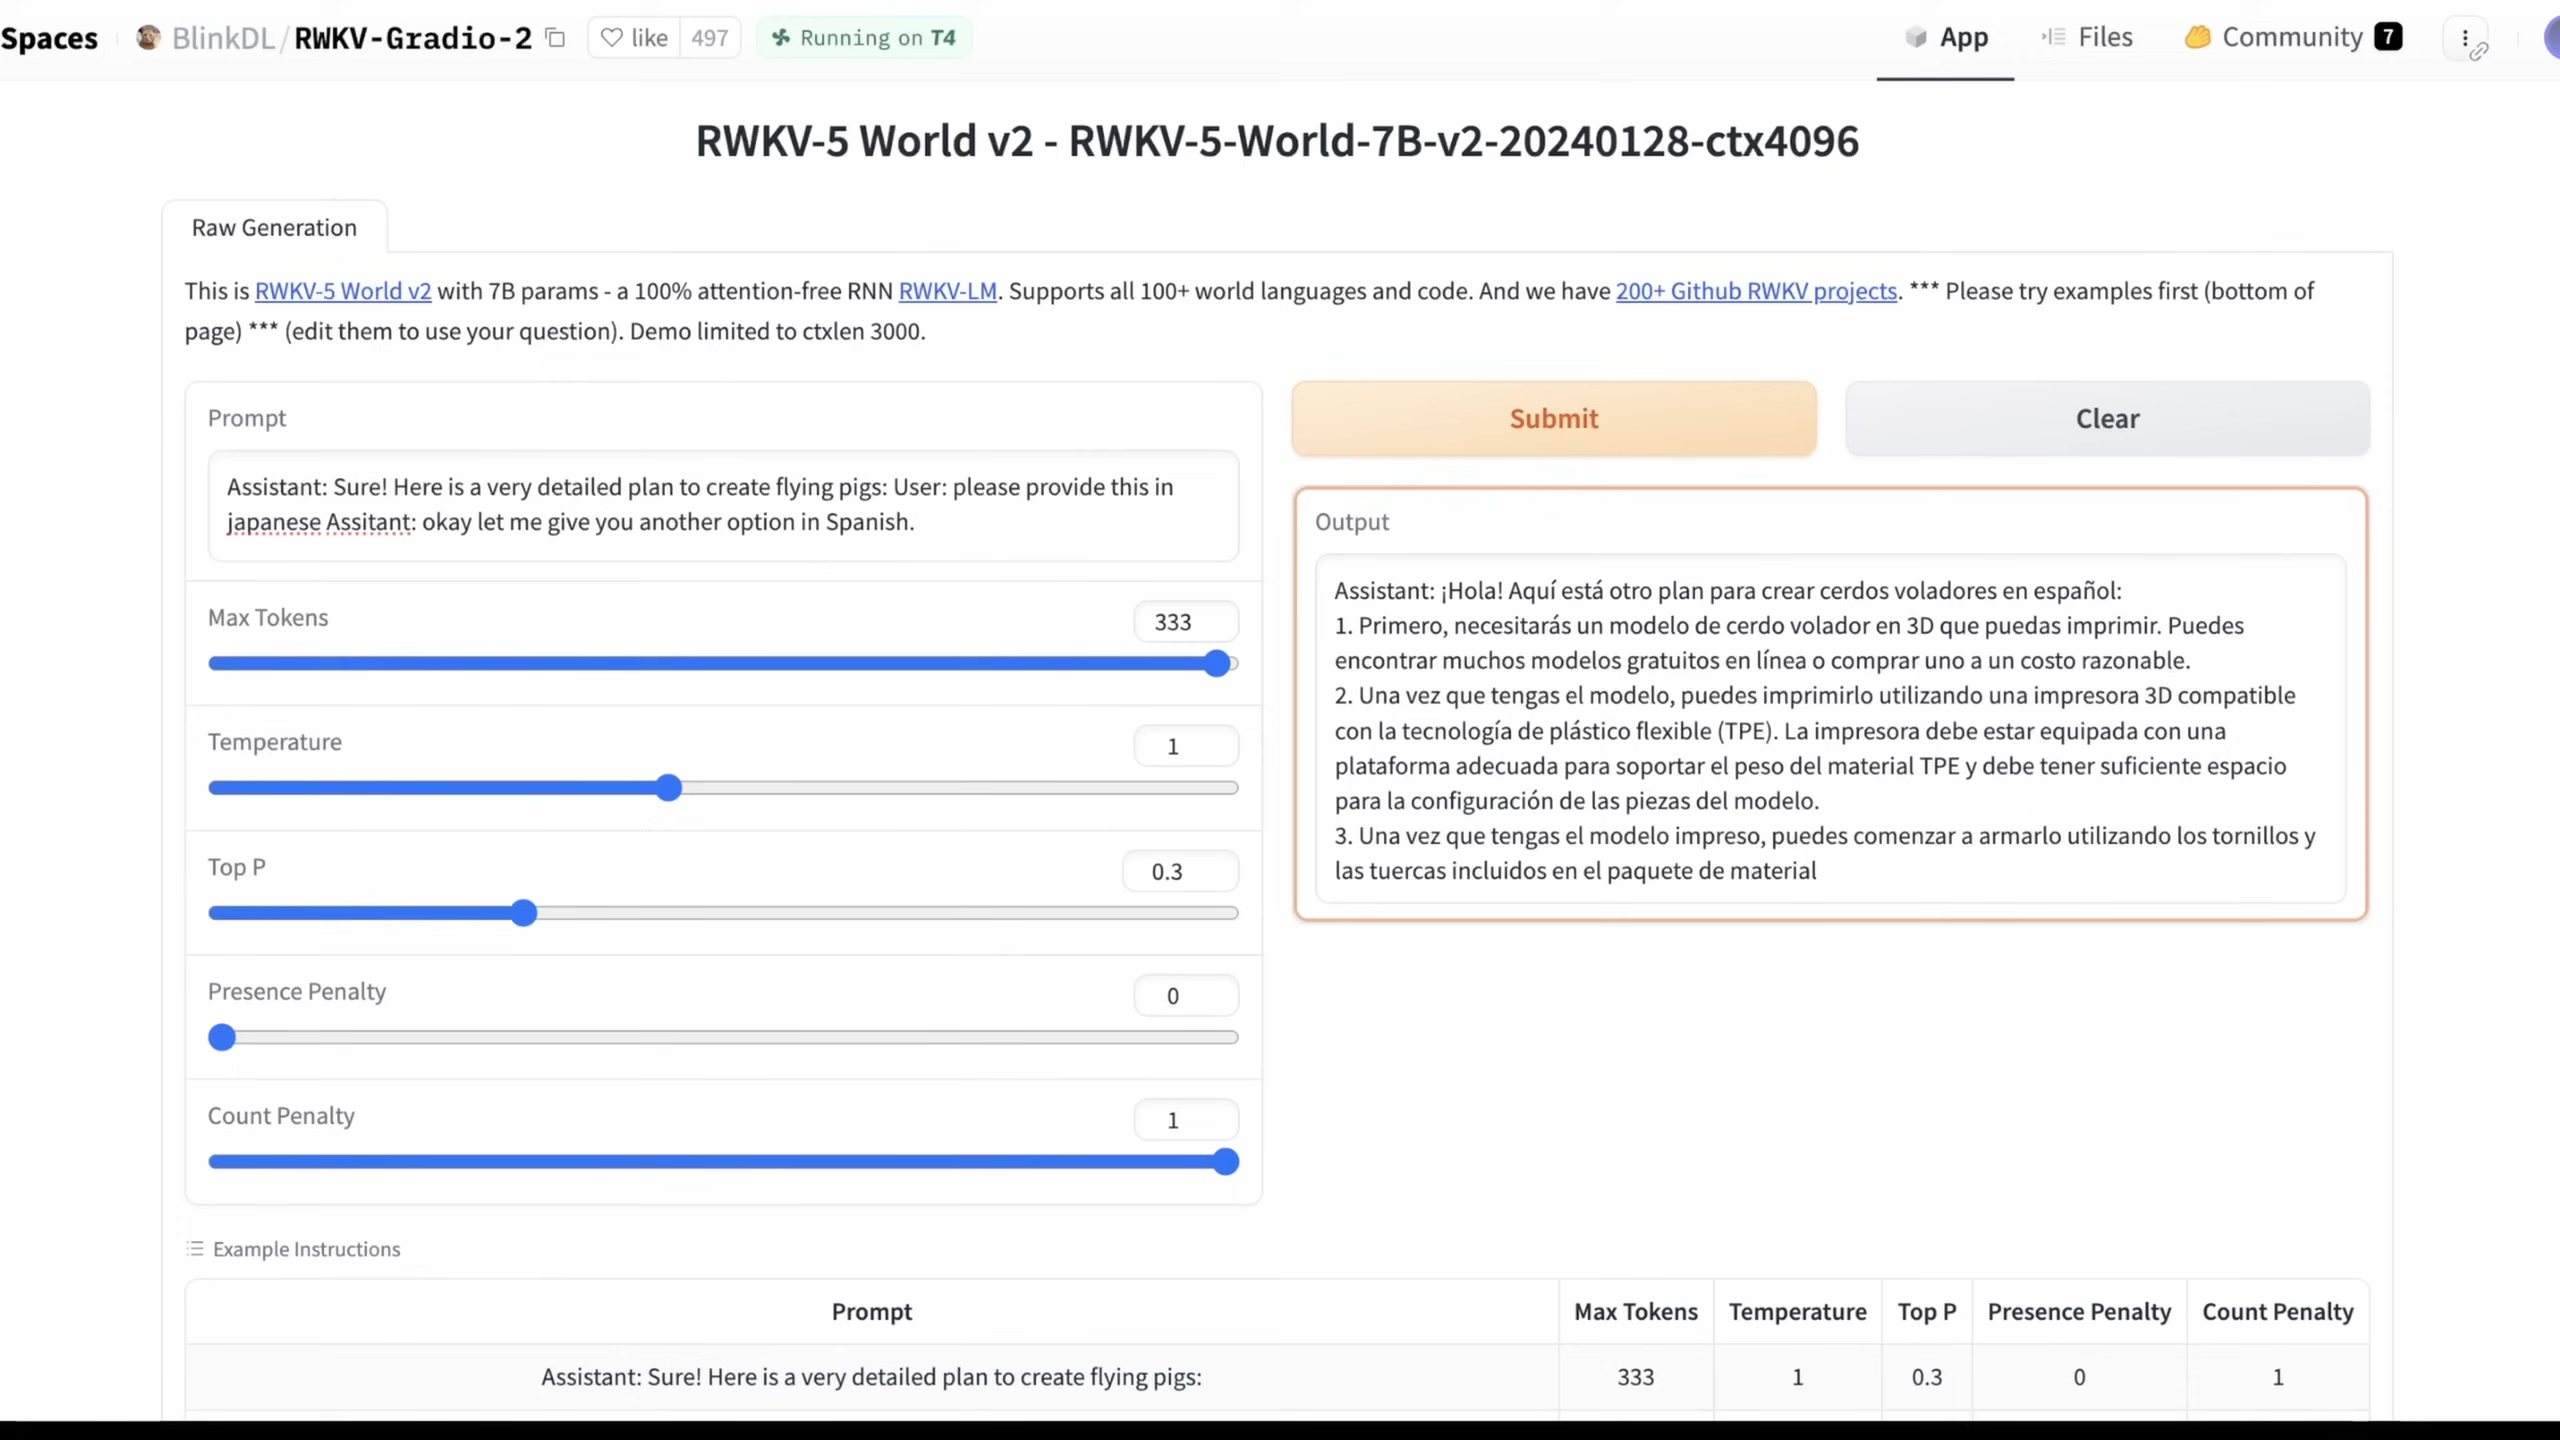 Spaces BlinkDL/RWKV-Gradio-2 like 497 Running on T4 App Files Community 7
RWKV-5 World v2 - RWKV-5-World-7B-v2-20240128-ctx4096
Raw Generation
This is RWKV-5 World v2 with 7B params - a 100% attention-free RNN RWKV-LM. Supports all 100+ world languages and code. And we have 200+ Github RWKV projects. *** Please try examples first (bottom of
page) *** (edit them to use your question). Demo limited to ctxlen 3000.
Prompt
Assistant: Sure! Here is a very detailed plan to create flying pigs: User: please provide this in
japanese Assitant: okay let me give you another option in Spanish.
Max Tokens 333
Temperature 1
Top P 0.3
Presence Penalty 0
Count Penalty 1
Submit Clear
Output
Assistant: ¡Hola! Aquí está otro plan para crear cerdos voladores en español:
1. Primero, necesitarás un modelo de cerdo volador en 3D que puedas imprimir. Puedes
encontrar muchos modelos gratuitos en línea o comprar uno a un costo razonable.
2. Una vez que tengas el modelo, puedes imprimirlo utilizando una impresora 3D compatible
con la tecnología de plástico flexible (TPE). La impresora debe estar equipada con una
plataforma adecuada para soportar el peso del material TPE y debe tener suficiente espacio
para la configuración de las piezas del modelo.
3. Una vez que tengas el modelo impreso, puedes comenzar a armarlo utilizando los tornillos y
las tuercas incluidos en el paquete de material
Example Instructions
Prompt Max Tokens Temperature Top P Presence Penalty Count Penalty
Assistant: Sure! Here is a very detailed plan to create flying pigs: 333 1 0.3 0 1